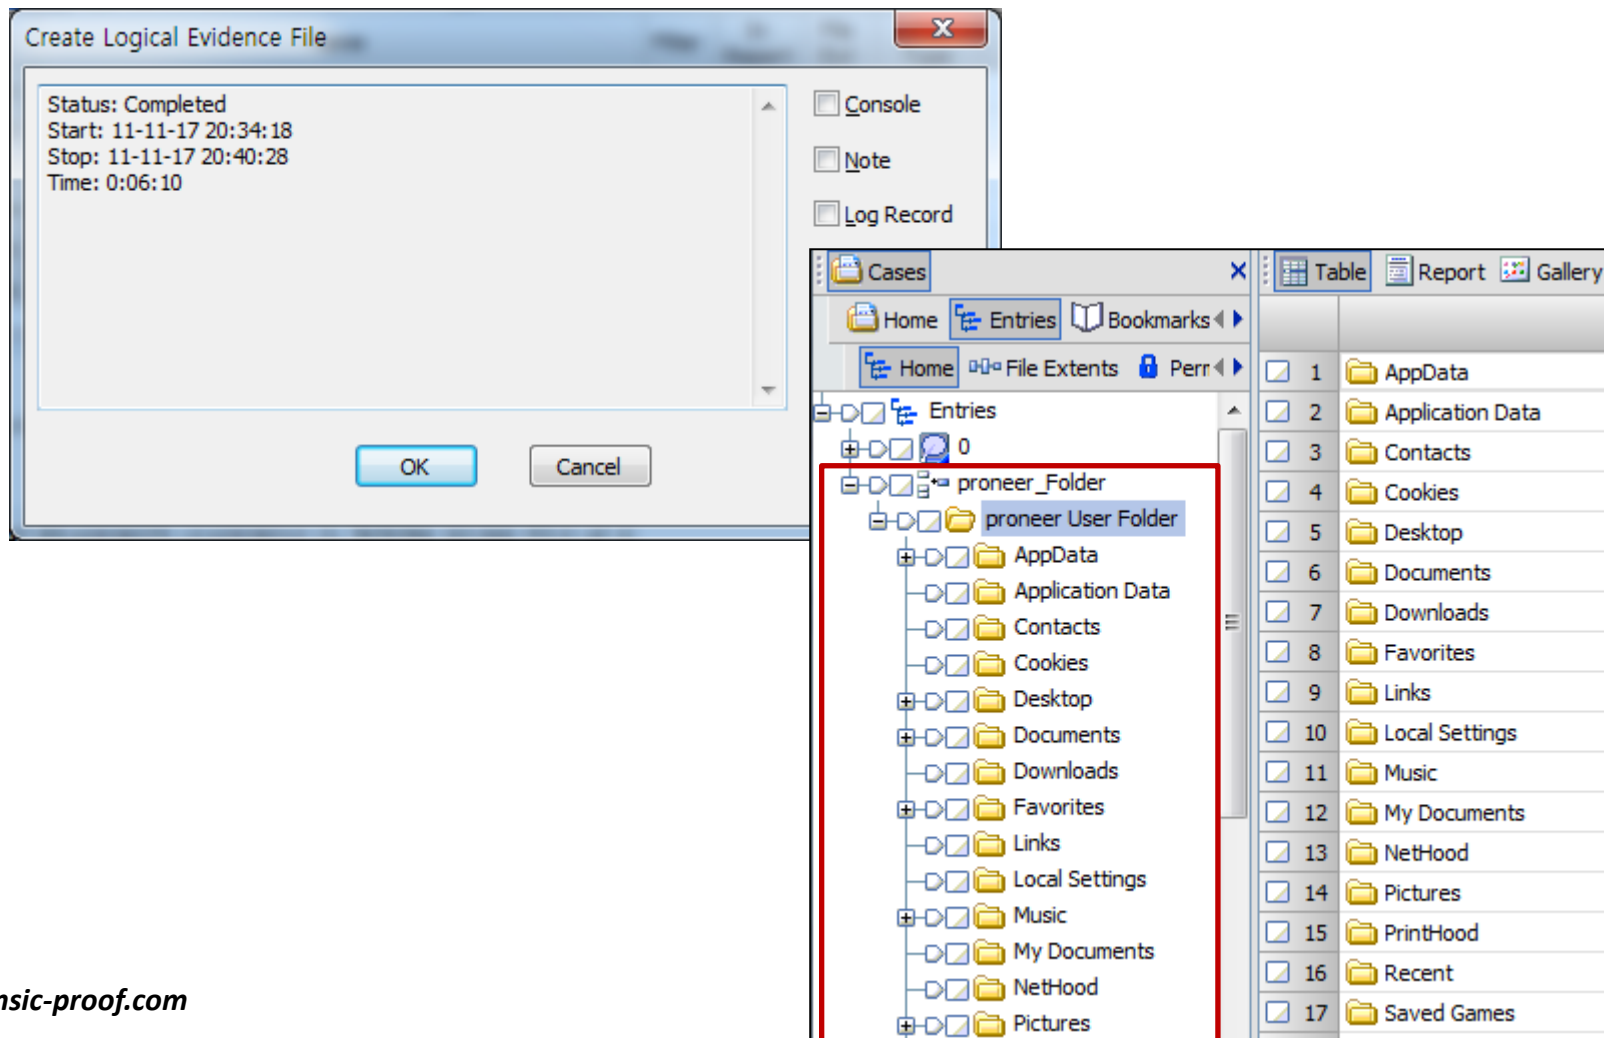 Create Logical Evidence File
Status: Completed
Start: 11-11-17 20:34:18
Stop: 11-11-17 20:40:28
Time: 0:06:10
Console
Note
Log Record
OK
Cancel
Cases
Home Entries Bookmarks
Home File Extents
Entries
0
proneer_Folder
proneer User Folder
AppData
Application Data
Contacts
Cookies
Desktop
Documents
Downloads
Favorites
Links
Local Settings
Music
My Documents
NetHood
Pictures
Table Report Gallery
1 AppData
2 Application Data
3 Contacts
4 Cookies
5 Desktop
6 Documents
7 Downloads
8 Favorites
9 Links
10 Local Settings
11 Music
12 My Documents
13 NetHood
14 Pictures
15 PrintHood
16 Recent
17 Saved Games
nsic-proof.com